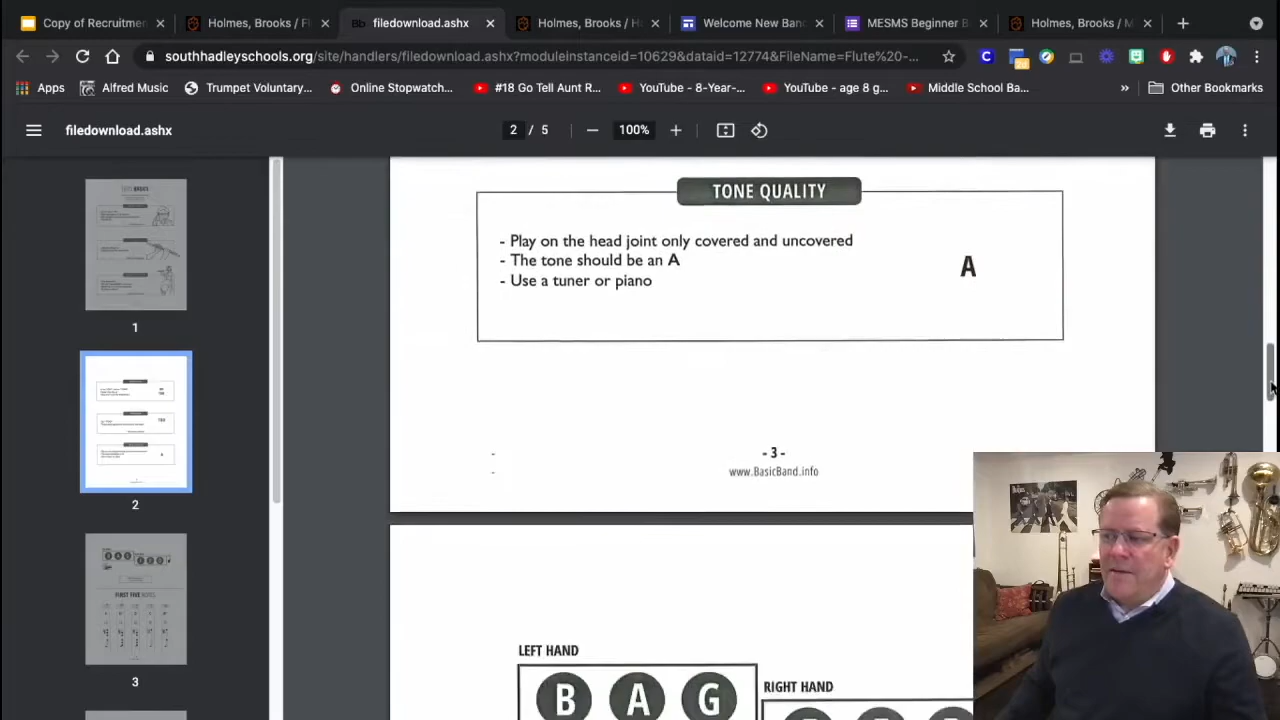 Copy of Recruitmen
Holmes, Brooks / F
filedownload.ashx
Holmes, Brooks / H
Welcome New Banc
MESMS Beginner B
Holmes, Brooks / M
southhadleyschools.org/site/handlers/filedownload.ashx?moduleinstanceid=10629&dataid=12774&FileName=Flute%20-...
Apps
Alfred Music
Trumpet Voluntary...
Online Stopwatch...
#18 Go Tell Aunt R...
YouTube - 8-Year-...
YouTube - age 8 g...
Middle School Ba...
»
Other Bookmarks
filedownload.ashx
2 / 5
100%
1
2
3
FIRST FIVE NOTES
TONE QUALITY
- Play on the head joint only covered and uncovered
- The tone should be an A
- Use a tuner or piano
A
-
-
- 3 -
www.BasicBand.info
LEFT HAND
B A G
RIGHT HAND